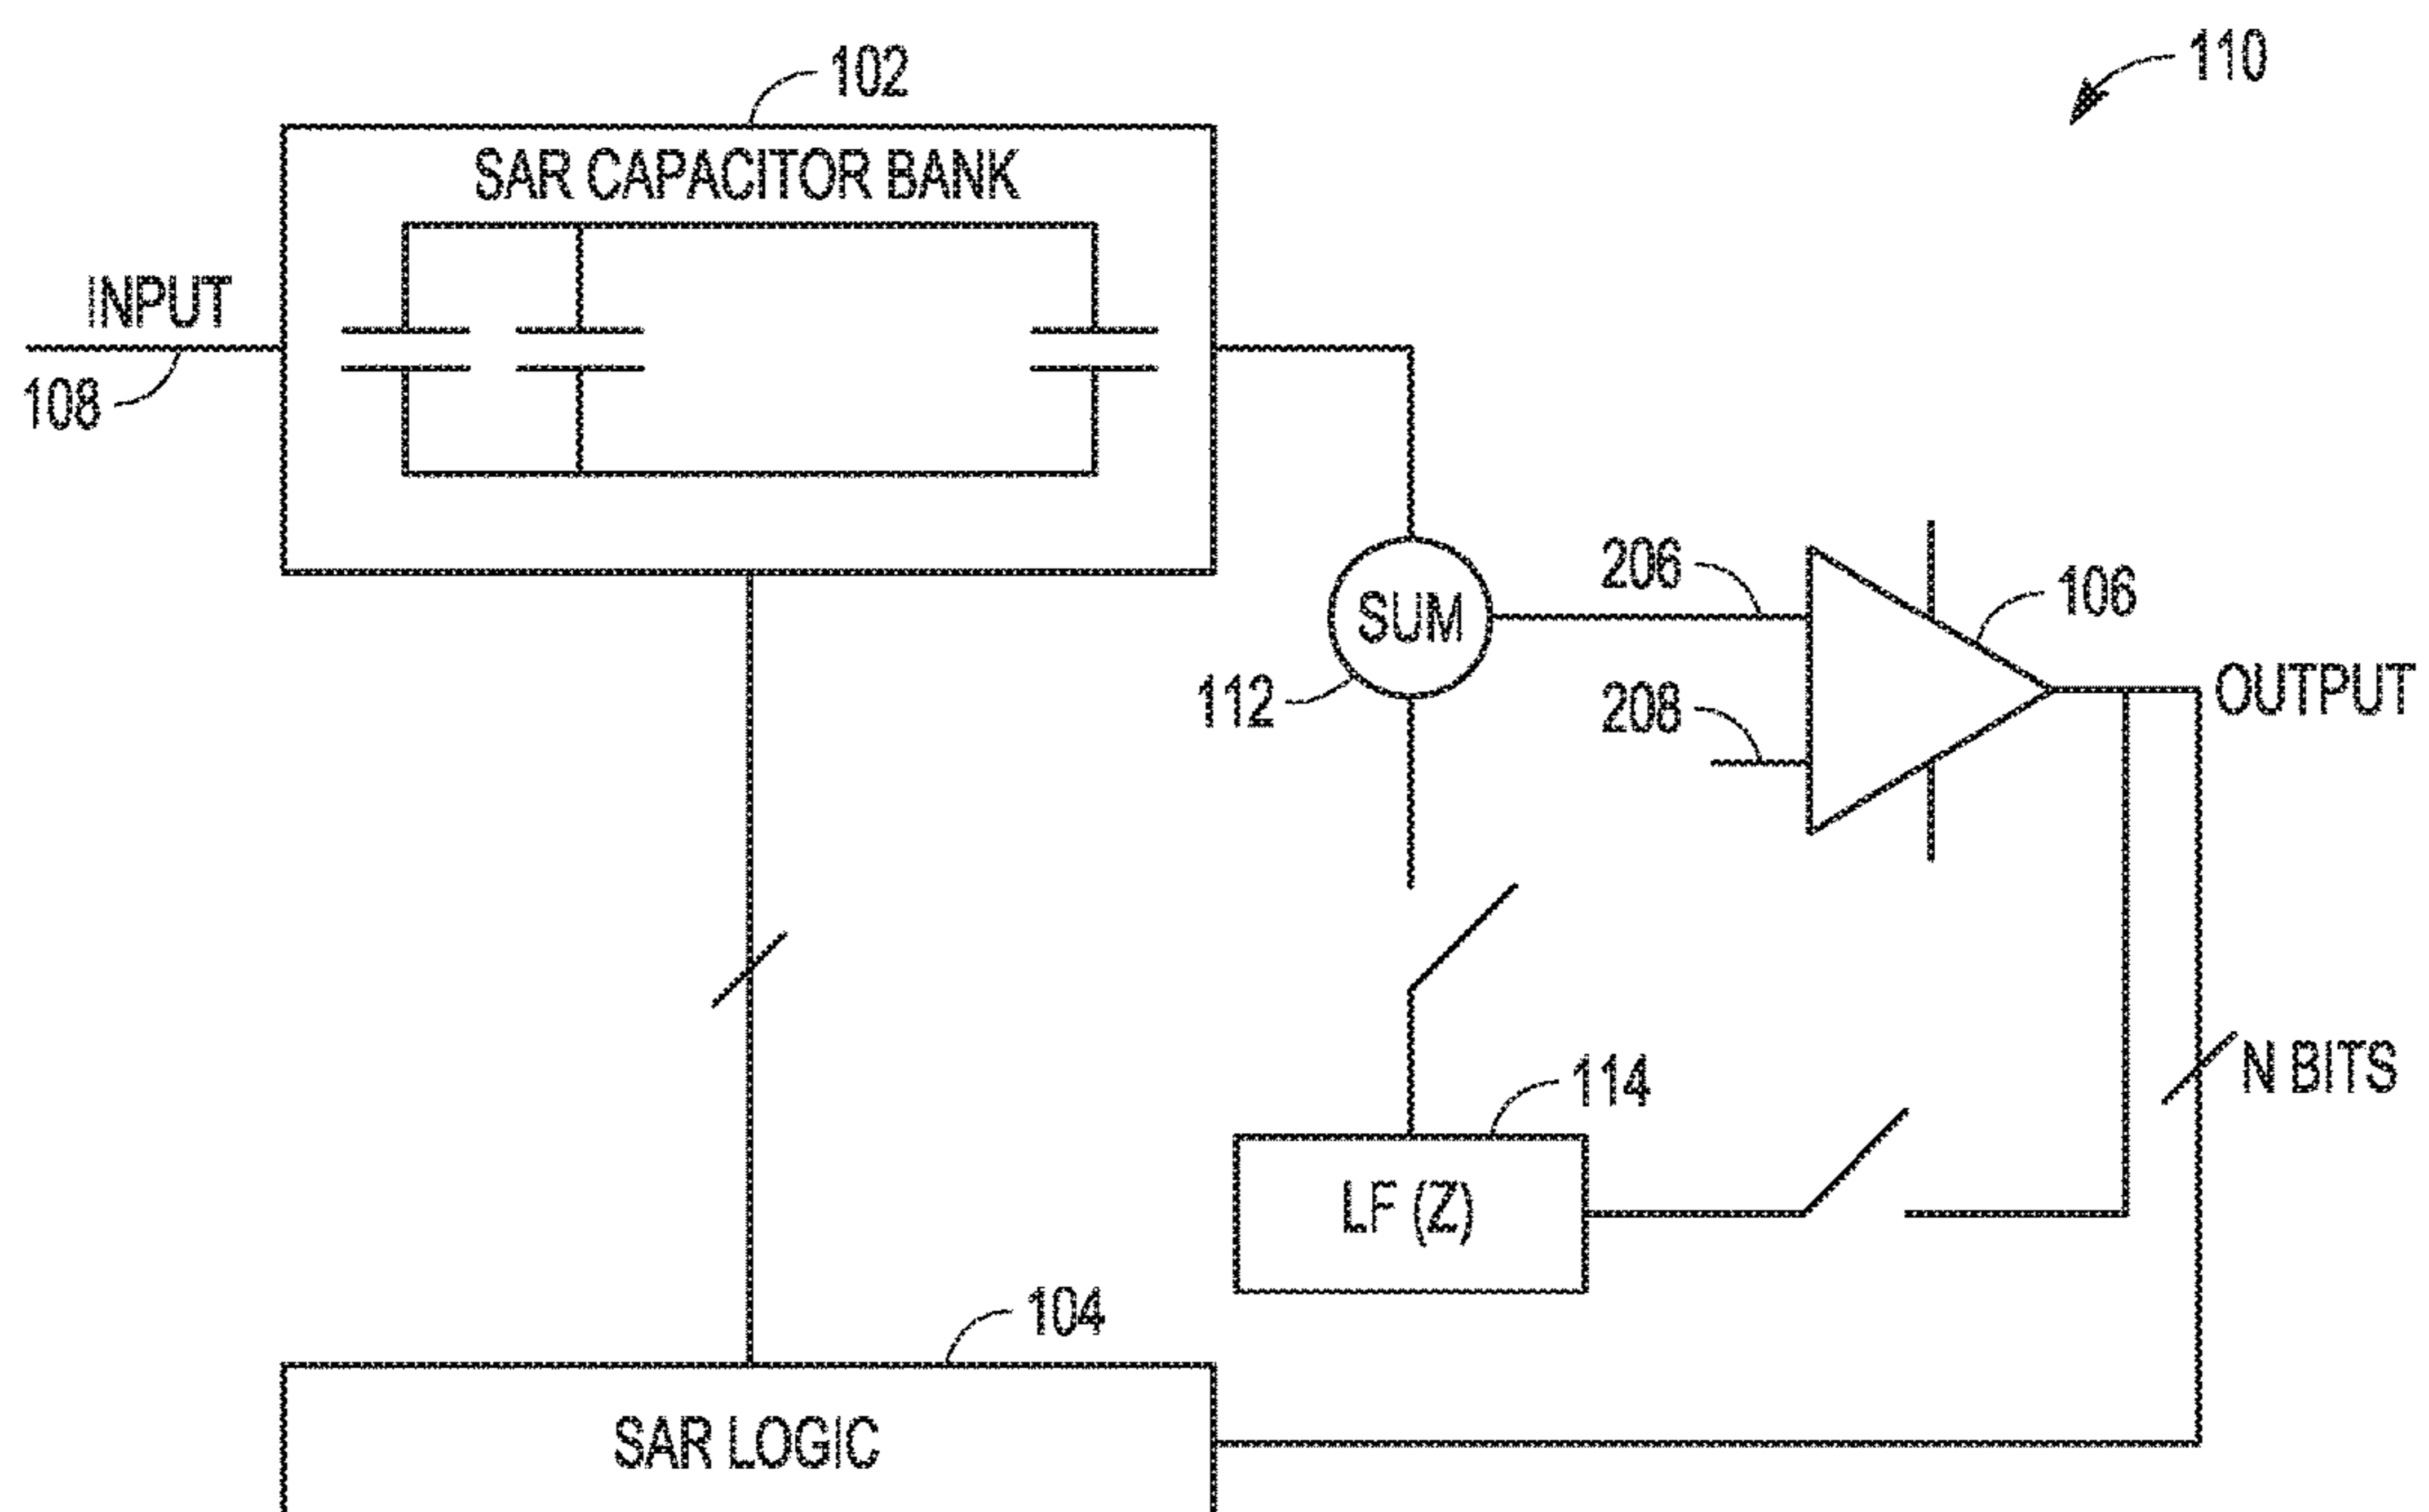 110
102
SAR CAPACITOR BANK
INPUT
108
206
106
SUM
112
208
OUTPUT
N BITS
114
LF (Z)
104
SAR LOGIC